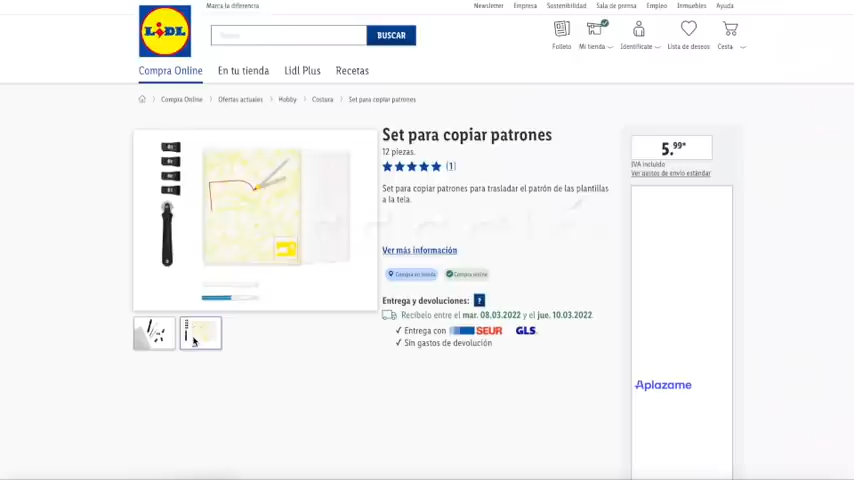 Marca la diferencia
Newsletter Empresa Sostenibilidad Sala de prensa Empleo Inmuebles Ayuda
LIDL
BUSCAR
Folleto Mi tienda Identifícate Lista de deseos Cesta
Compra Online En tu tienda Lidl Plus Recetas
Compra Online Ofertas actuales Hobby Costura Set para copiar patrones
Set para copiar patrones
12 piezas.
(1)
Set para copiar patrones para trasladar el patrón de las plantillas
a la tela.
Ver más información
Compra en tienda Compra online
Entrega y devoluciones: ?
Recíbelo entre el mar. 08.03.2022 y el jue. 10.03.2022.
✓ Entrega con SEUR GLS.
✓ Sin gastos de devolución
5.99*
IVA incluido
Ver gastos de envío estándar
Aplazame